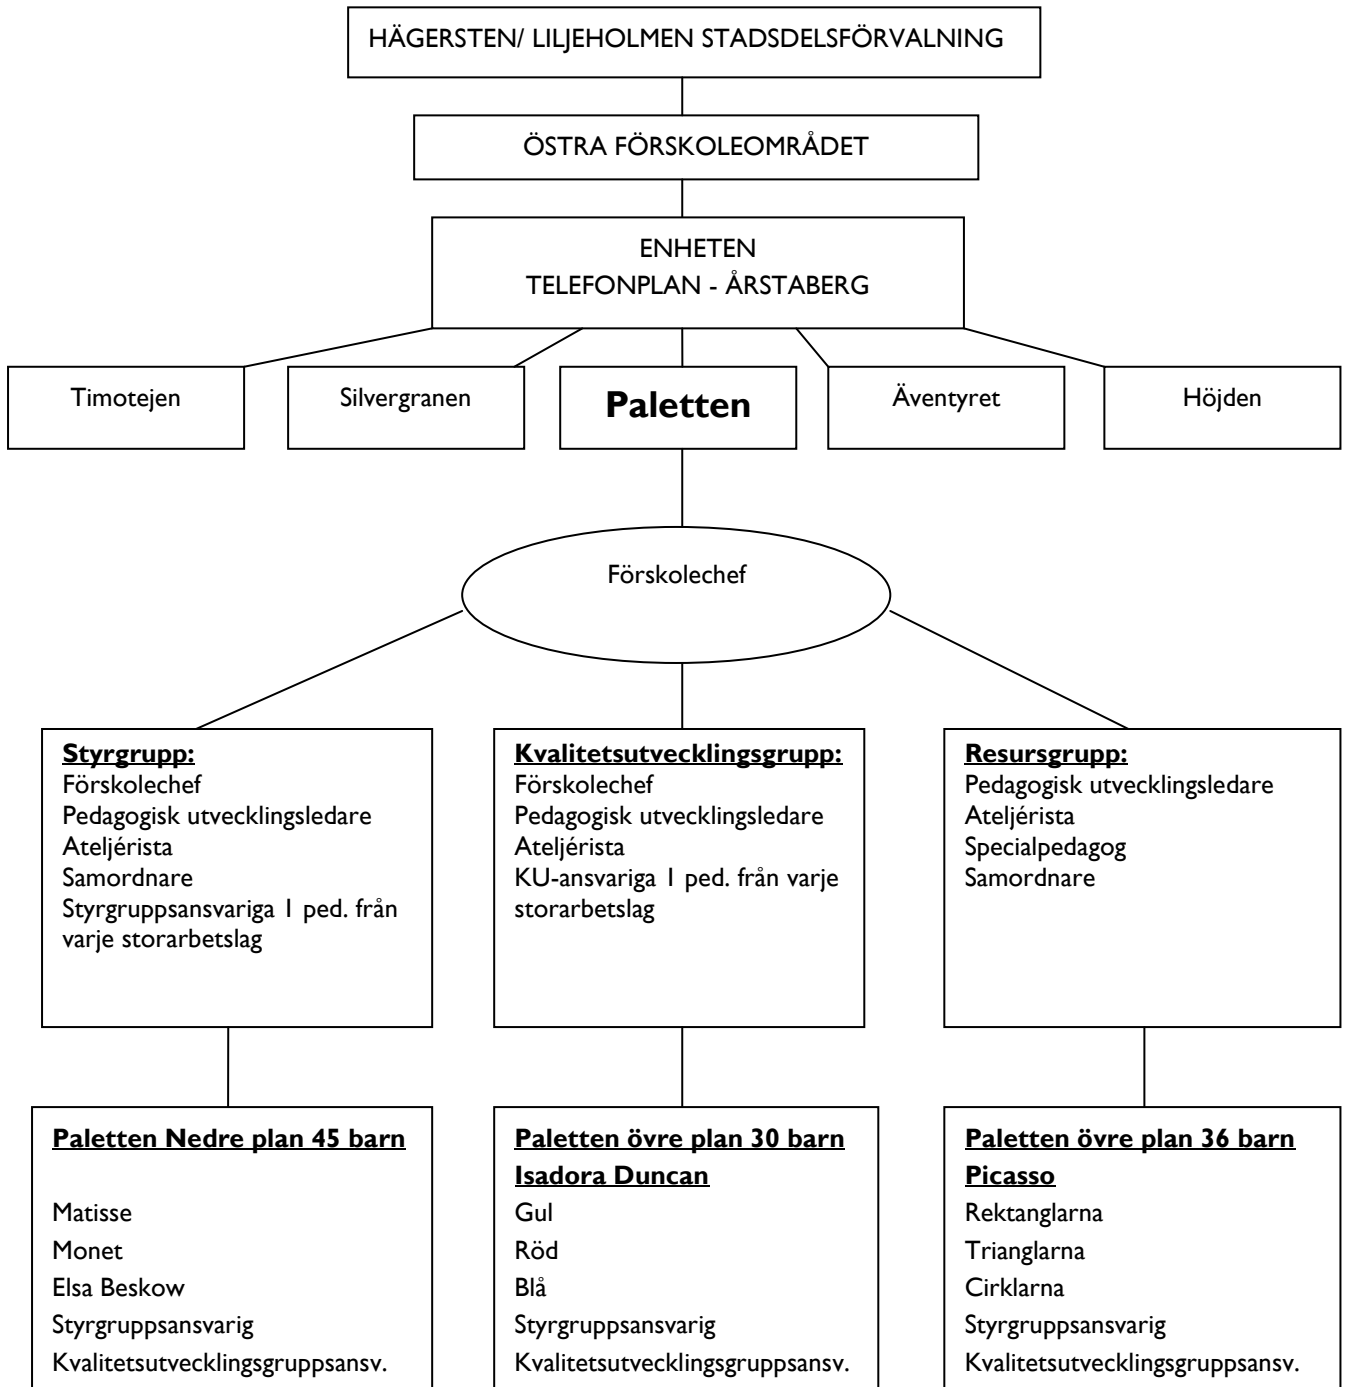 HÄGERSTEN/ LILJEHOLMEN STADSDELSFÖRVALNING
ÖSTRA FÖRSKOLEOMRÅDET
ENHETEN
TELEFONPLAN - ÅRSTABERG
Timotejen
Silvergranen
Paletten
Äventyret
Höjden
Förskolechef
Styrgrupp:
Förskolechef
Pedagogisk utvecklingsledare
Ateljérista
Samordnare
Styrgruppsansvariga 1 ped. från
varje storarbetslag
Kvalitetsutvecklingsgrupp:
Förskolechef
Pedagogisk utvecklingsledare
Ateljérista
KU-ansvariga 1 ped. från varje
storarbetslag
Resursgrupp:
Pedagogisk utvecklingsledare
Ateljérista
Specialpedagog
Samordnare
Paletten Nedre plan 45 barn
Matisse
Monet
Elsa Beskow
Styrgruppsansvarig
Kvalitetsutvecklingsgruppsansv.
Paletten övre plan 30 barn
Isadora Duncan
Gul
Röd
Blå
Styrgruppsansvarig
Kvalitetsutvecklingsgruppsansv.
Paletten övre plan 36 barn
Picasso
Rektanglarna
Trianglarna
Cirklarna
Styrgruppsansvarig
Kvalitetsutvecklingsgruppsansv.